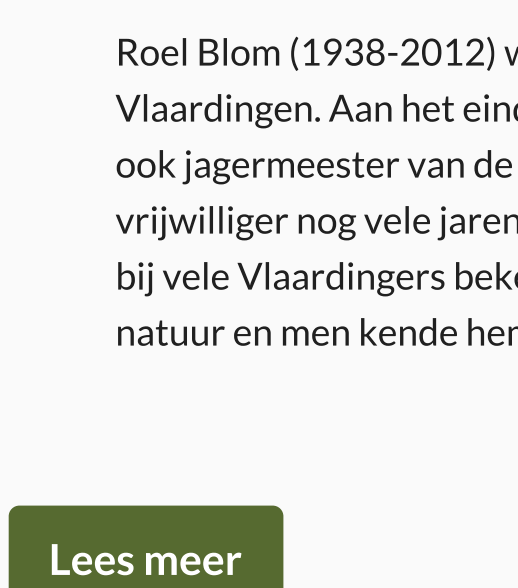 Roel Blom (1938-2012)
Vlaardingen. Aan het
ook jagermeester van de
vrijwilliger nog vele jaren
bij vele Vlaardingers
natuur en men kende
Lees meer